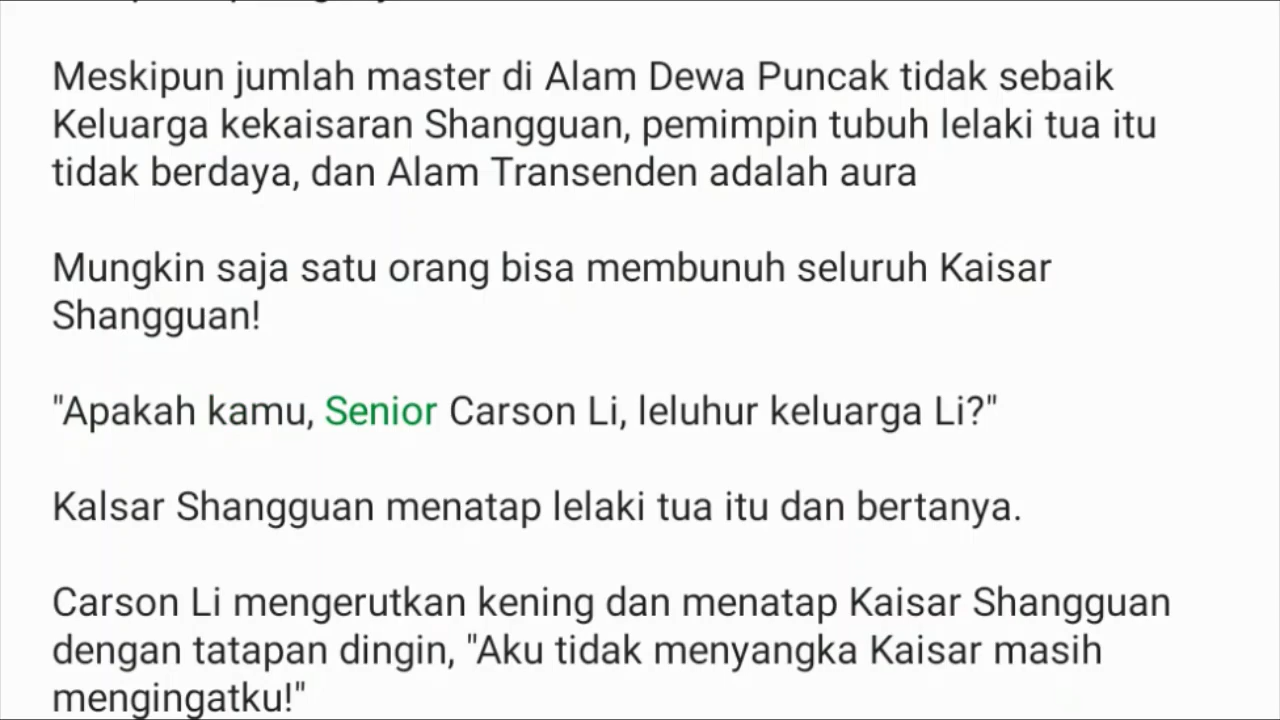 Meskipun jumlah master di Alam Dewa Puncak tidak sebaik
Keluarga kekaisaran Shangguan, pemimpin tubuh lelaki tua itu
tidak berdaya, dan Alam Transenden adalah aura
Mungkin saja satu orang bisa membunuh seluruh Kaisar
Shangguan!
"Apakah kamu, Senior Carson Li, leluhur keluarga Li?"
Kalsar Shangguan menatap lelaki tua itu dan bertanya.
Carson Li mengerutkan kening dan menatap Kaisar Shangguan
dengan tatapan dingin, "Aku tidak menyangka Kaisar masih
mengingatku!"